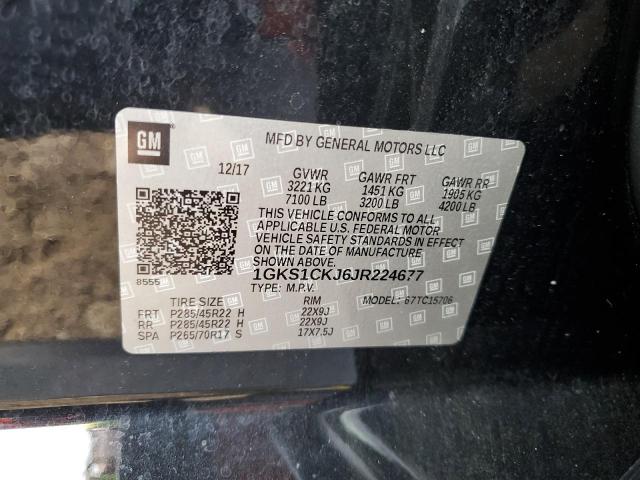 GM
MFD BY GENERAL MOTORS LLC
12/17 GVWR GAWR FRT GAWR RR
3221 KG 1451 KG 1905 KG
7100 LB 3200 LB 4200 LB
THIS VEHICLE CONFORMS TO ALL
APPLICABLE U.S. FEDERAL MOTOR
VEHICLE SAFETY STANDARDS IN EFFECT
ON THE DATE OF MANUFACTURE
SHOWN ABOVE.
8555
1GKS1CKJ6JR224677
TYPE: M.P.V.
MODEL: 67TC15706
TIRE SIZE RIM
FRT P285/45R22 H 22X9J
RR P285/45R22 H 22X9J
SPA P265/70R17 S 17X7.5J